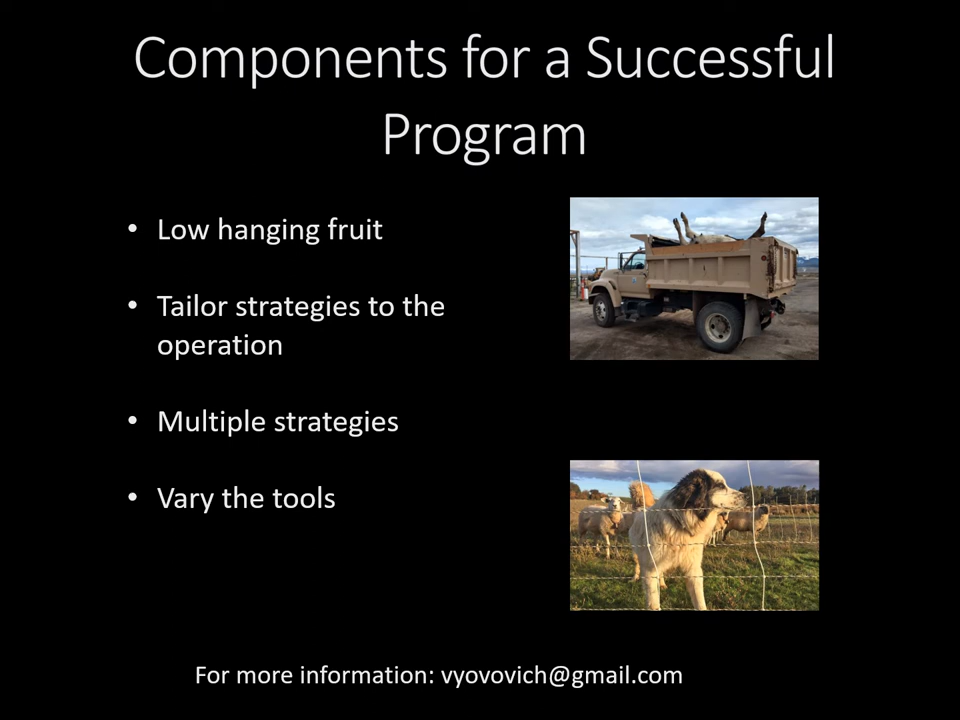 Components for a Successful
Program
• Low hanging fruit
• Tailor strategies to the
operation
• Multiple strategies
• Vary the tools
For more information: vyovovich@gmail.com